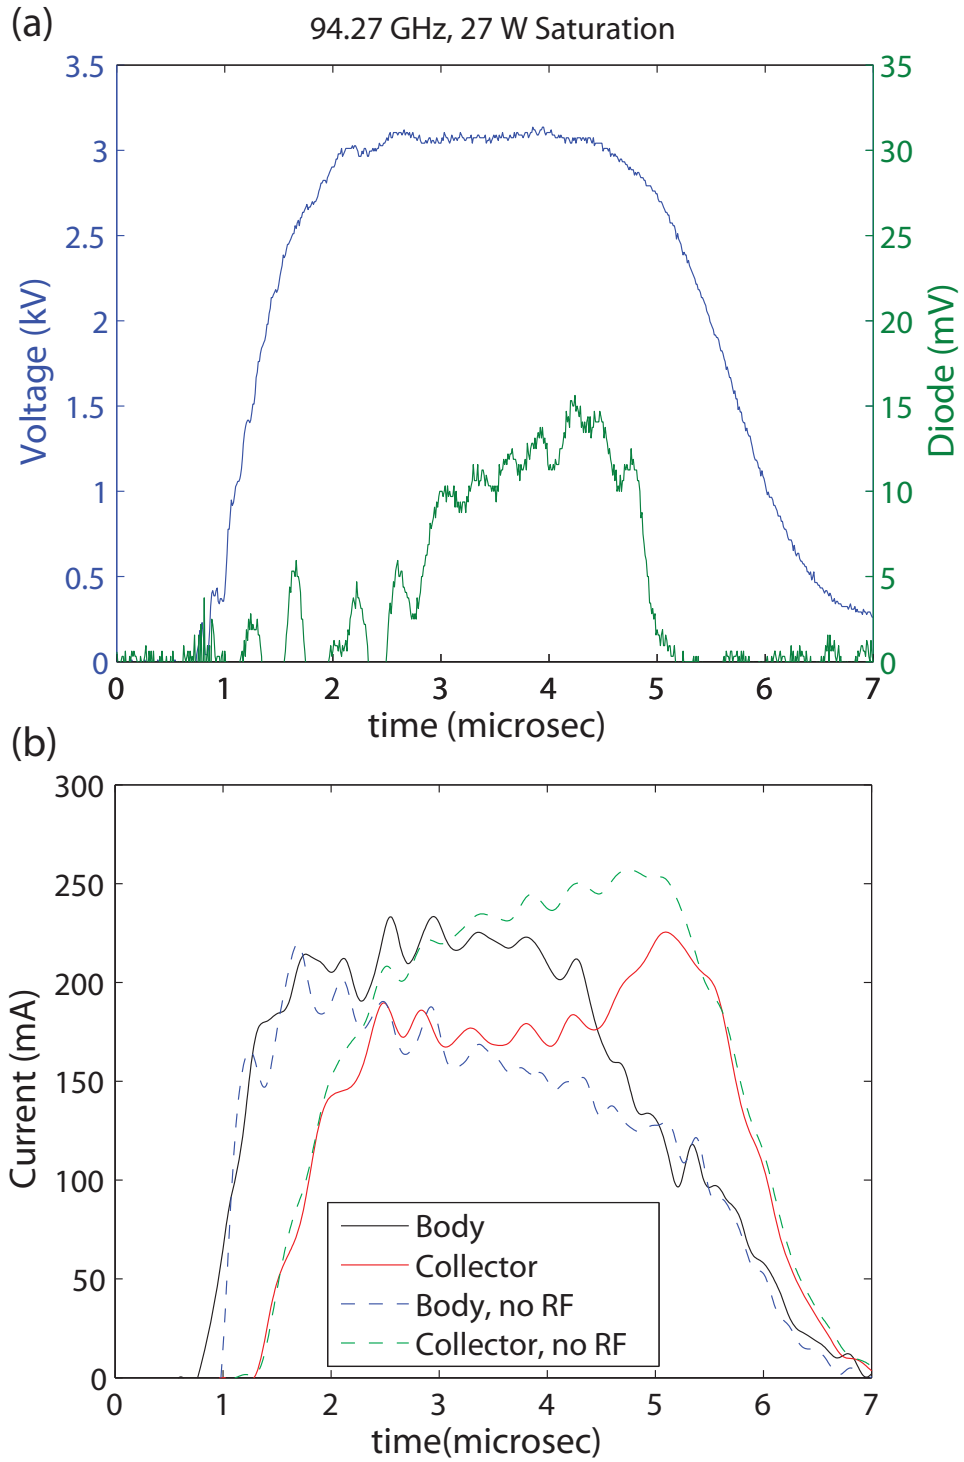 (a)
94.27 GHz, 27 W Saturation
3.5 35
3 30
2.5 25
2 20
1.5 15
1 10
0.5 5
0 0
Voltage (kV)
Diode (mV)
0 1 2 3 4 5 6 7
time (microsec)
(b)
300
250
200
150
100
50
0
Current (mA)
Body
Collector
Body, no RF
Collector, no RF
0 1 2 3 4 5 6 7
time(microsec)